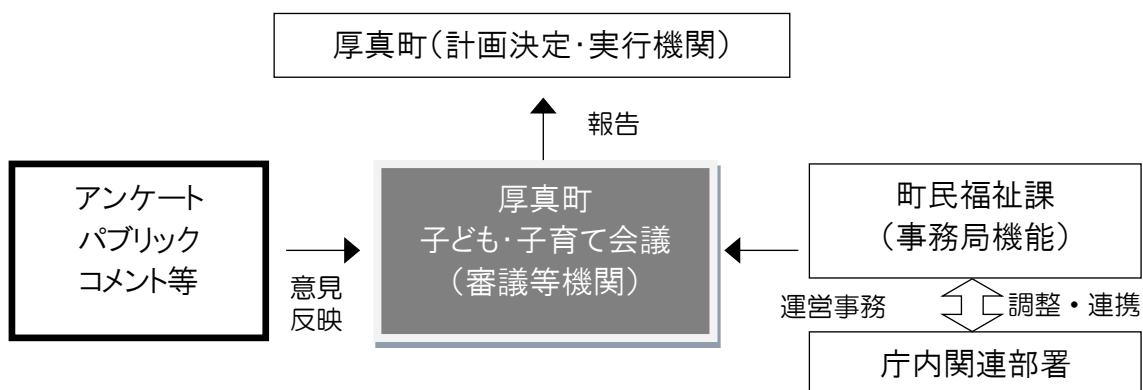 厚真町(計画決定・実行機関)
報告
アンケート
パブリック
コメント等
意見
反映
厚真町
子ども・子育て会議
(審議等機関)
町民福祉課
(事務局機能)
運営事務
調整・連携
庁内関連部署